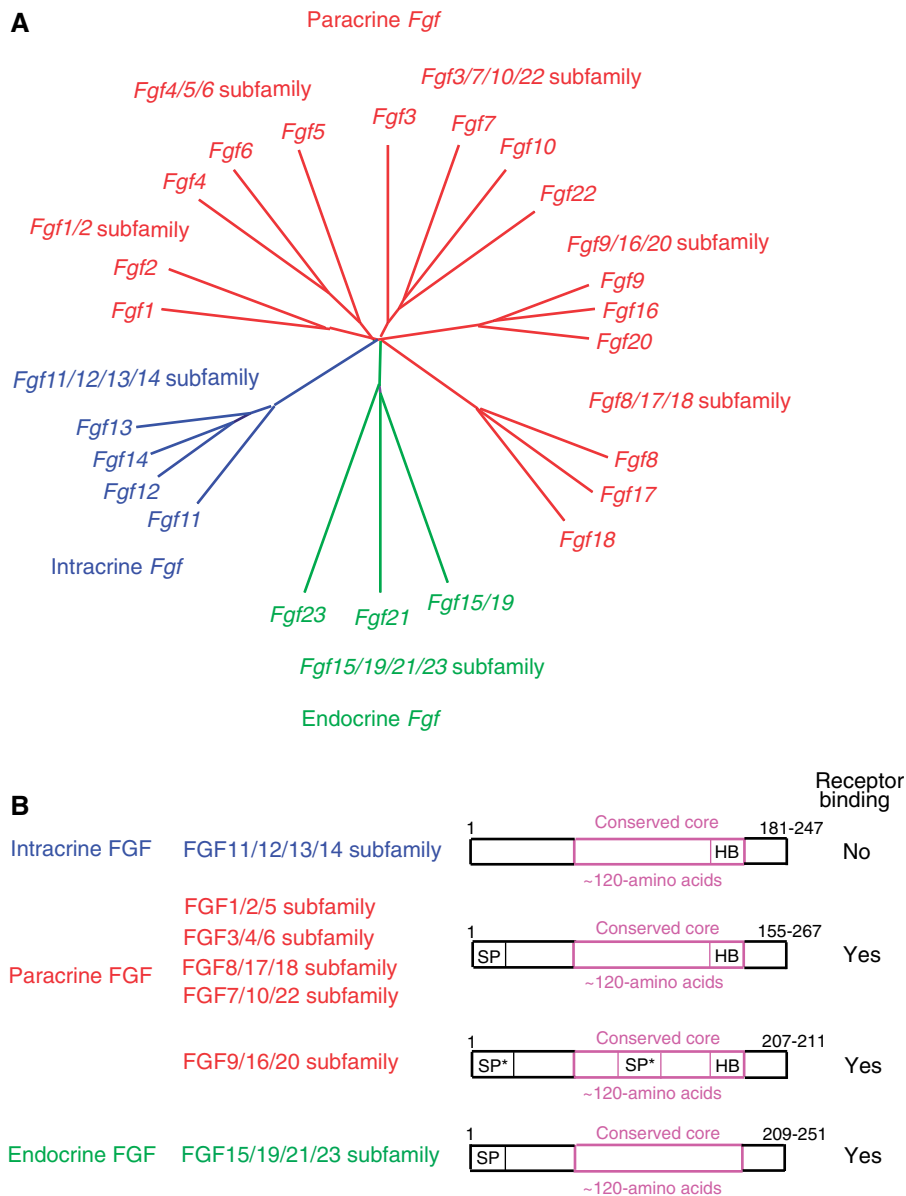 A
Paracrine Fgf
Fgf4/5/6 subfamily
Fgf3/7/10/22 subfamily
Fgf3
Fgf7
Fgf5
Fgf6
Fgf10
Fgf4
Fgf22
Fgf1/2 subfamily
Fgf9/16/20 subfamily
Fgf2
Fgf9
Fgf1
Fgf16
Fgf20
Fgf11/12/13/14 subfamily
Fgf8/17/18 subfamily
Fgf13
Fgf14
Fgf8
Fgf12
Fgf17
Fgf11
Fgf18
Intracrine Fgf
Fgf23
Fgf21
Fgf15/19
Fgf15/19/21/23 subfamily
Endocrine Fgf
B
Receptor
binding
Intracrine FGF
FGF11/12/13/14 subfamily
1
Conserved core
181-247
HB
~120-amino acids
No
Paracrine FGF
FGF1/2/5 subfamily
FGF3/4/6 subfamily
FGF8/17/18 subfamily
FGF7/10/22 subfamily
1
Conserved core
155-267
SP
HB
~120-amino acids
Yes
FGF9/16/20 subfamily
1
Conserved core
207-211
SP*
SP*
HB
~120-amino acids
Yes
Endocrine FGF
FGF15/19/21/23 subfamily
1
Conserved core
209-251
SP
~120-amino acids
Yes